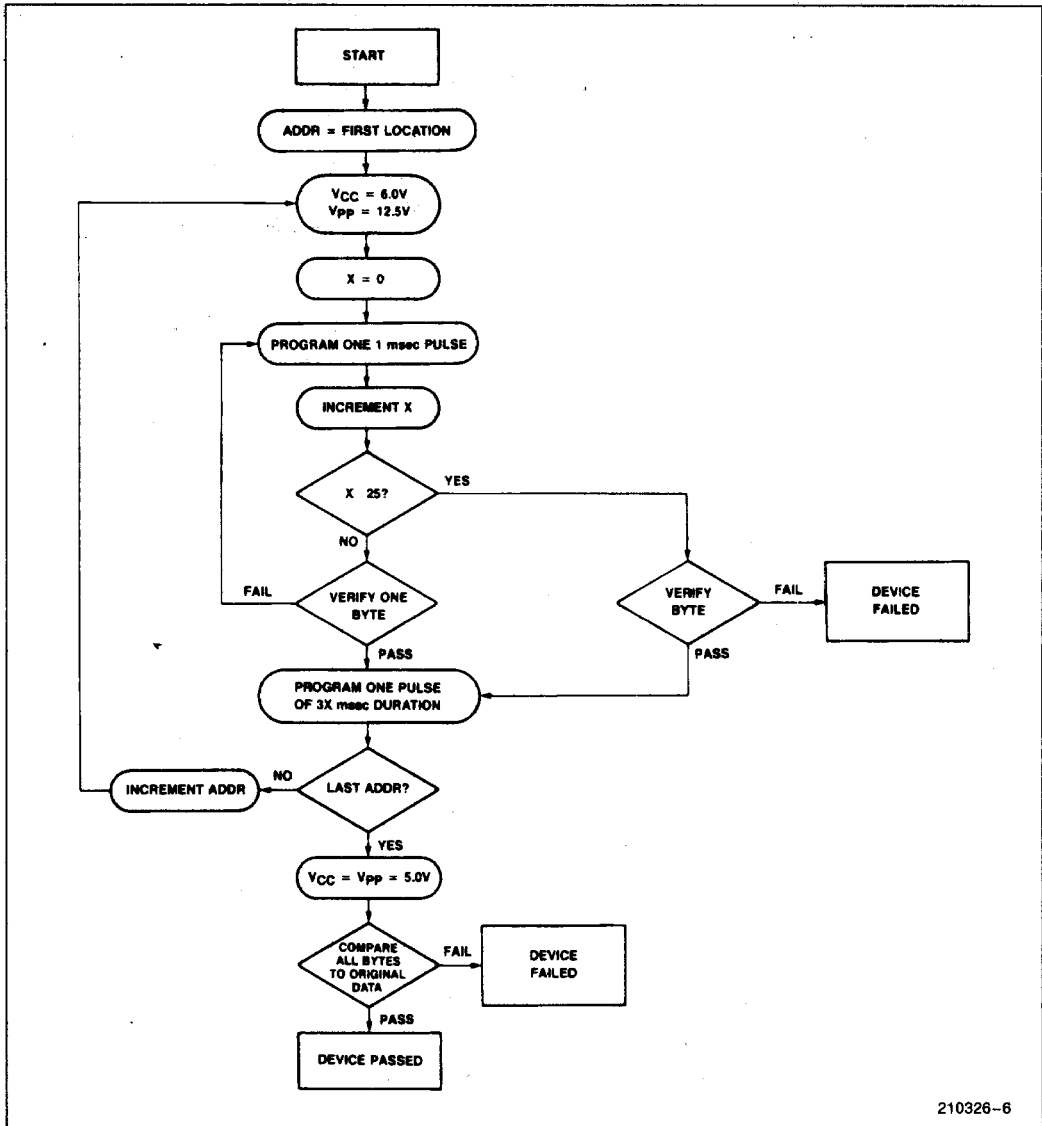 START
ADDR = FIRST LOCATION
VCC = 6.0V
VPP = 12.5V
X = 0
PROGRAM ONE 1 msec PULSE
INCREMENT X
X 25?
YES
NO
VERIFY ONE
BYTE
FAIL
PASS
VERIFY
BYTE
FAIL
PASS
DEVICE
FAILED
PROGRAM ONE PULSE
OF 3X msec DURATION
LAST ADDR?
NO
INCREMENT ADDR
YES
VCC = VPP = 5.0V
COMPARE
ALL BYTES
TO ORIGINAL
DATA
FAIL
DEVICE
FAILED
PASS
DEVICE PASSED
210326-6